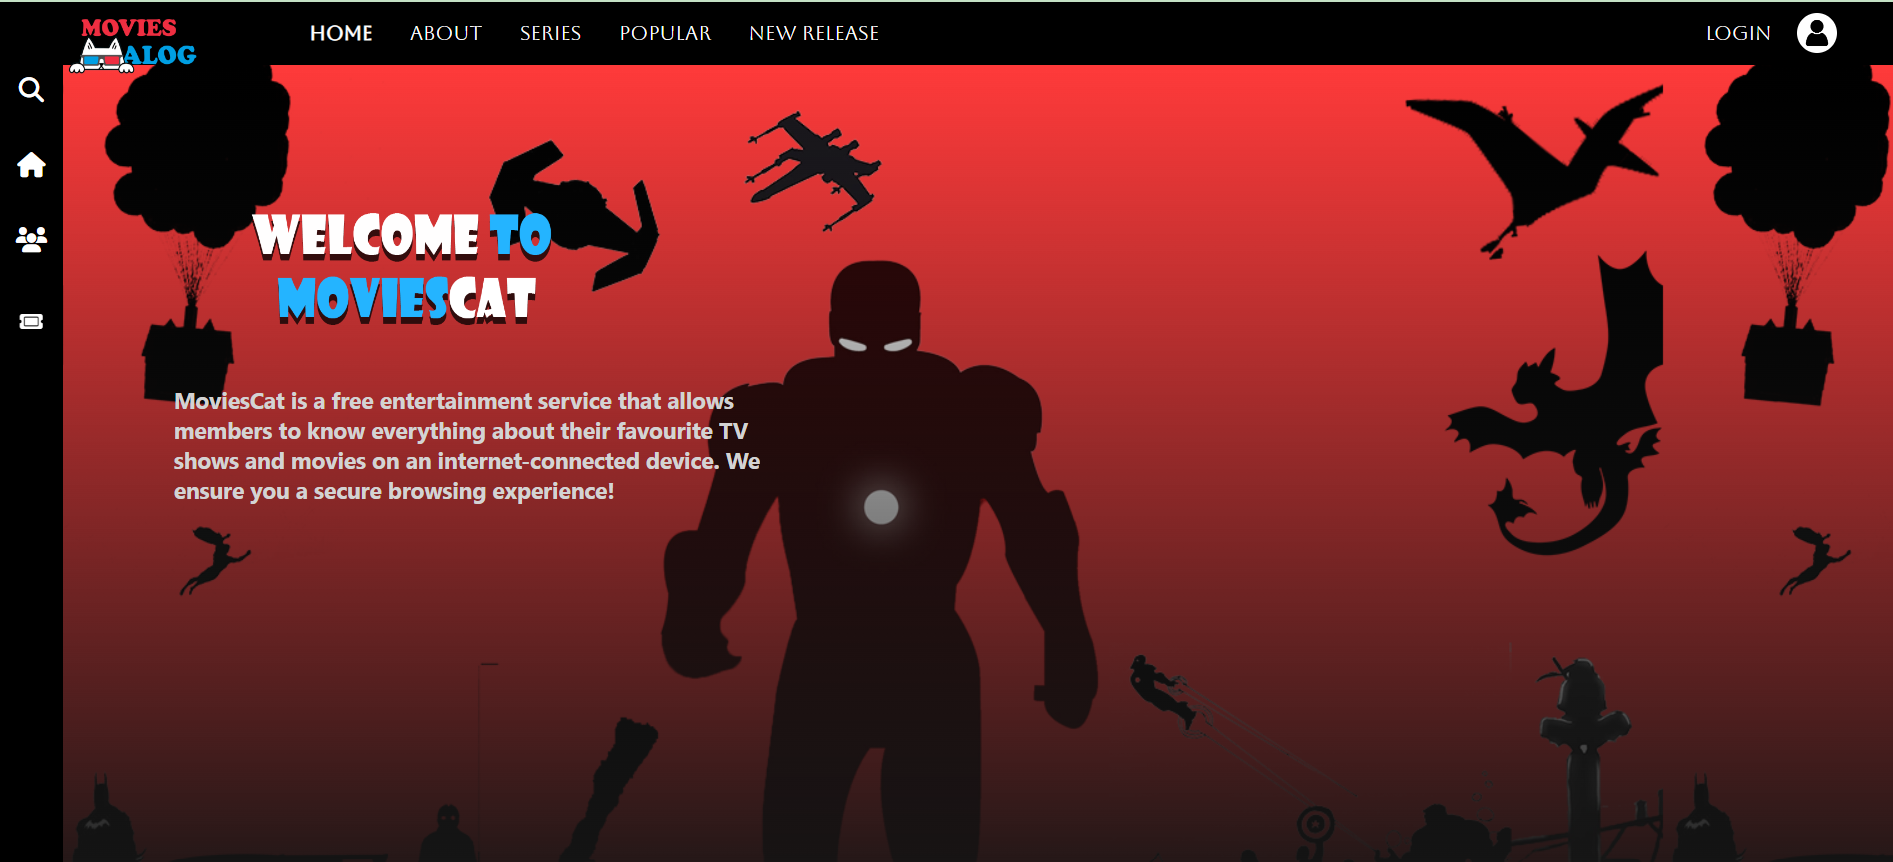 MOVIES
ALOG
HOME ABOUT SERIES POPULAR NEW RELEASE LOGIN
WELCOME TO
MOVIESCAT
MoviesCat is a free entertainment service that allows
members to know everything about their favourite TV
shows and movies on an internet-connected device. We
ensure you a secure browsing experience!